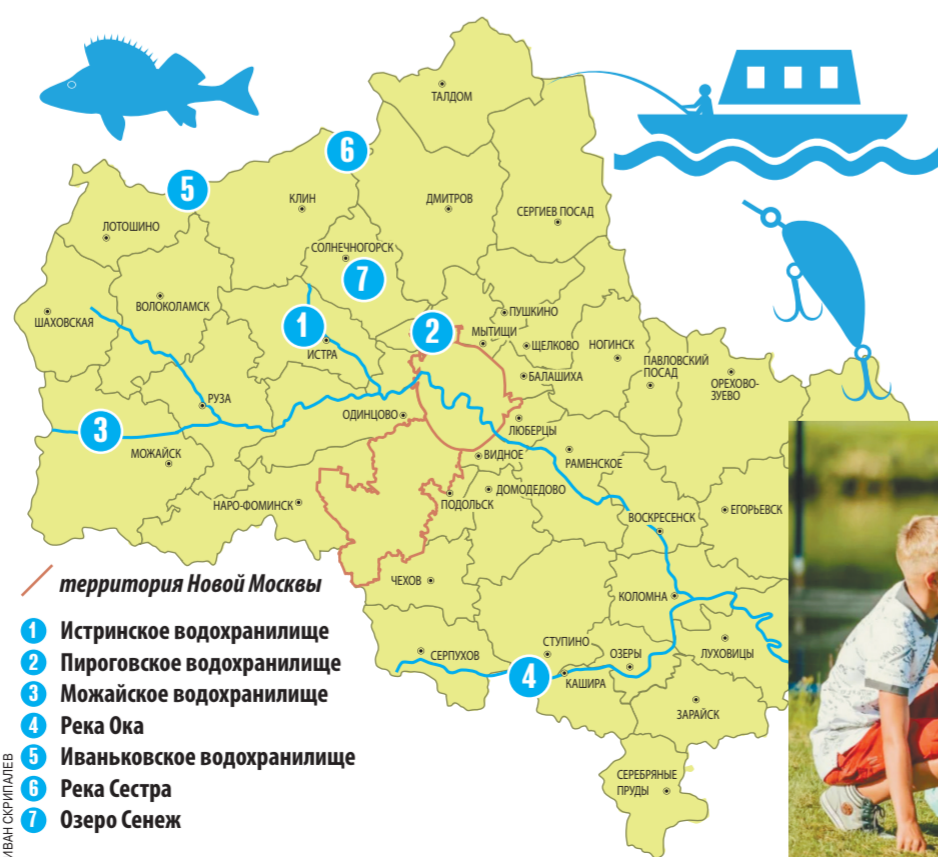 ТАЛДОМ
6
5
КЛИН
ДМИТРОВ
СЕРГИЕВ ПОСАД
ЛОТОШИНО
СОЛНЕЧНОГОРСК
7
ВОЛОКОЛАМСК
ШАХОВСКАЯ
1
ИСТРА
2
ПУШКИНО
МЫТИЩИ
ЩЕЛКОВО
НОГИНСК
БАЛАШИХА
ПАВЛОВСКИЙ
ПОСАД
ОРЕХОВО-
ЗУЕВО
РУЗА
3
ОДИНЦОВО
ЛЮБЕРЦЫ
МОЖАЙСК
ВИДНОЕ
РАМЕНСКОЕ
НАРО-ФОМИНСК
ПОДОЛЬСК
ДОМОДЕДОВО
ВОСКРЕСЕНСК
ЕГОРЬЕВСК
ЧЕХОВ
КОЛОМНА
СЕРПУХОВ
СТУПИНО
ОЗЕРЫ
ЛУХОВИЦЫ
4
КАШИРА
ЗАРАЙСК
СЕРЕБРЯНЫЕ
ПРУДЫ
территория Новой Москвы
1 Истринское водохранилище
2 Пироговское водохранилище
3 Можайское водохранилище
4 Река Ока
5 Иваньковское водохранилище
6 Река Сестра
7 Озеро Сенеж
ИВАН СКРИПАЛЕВ